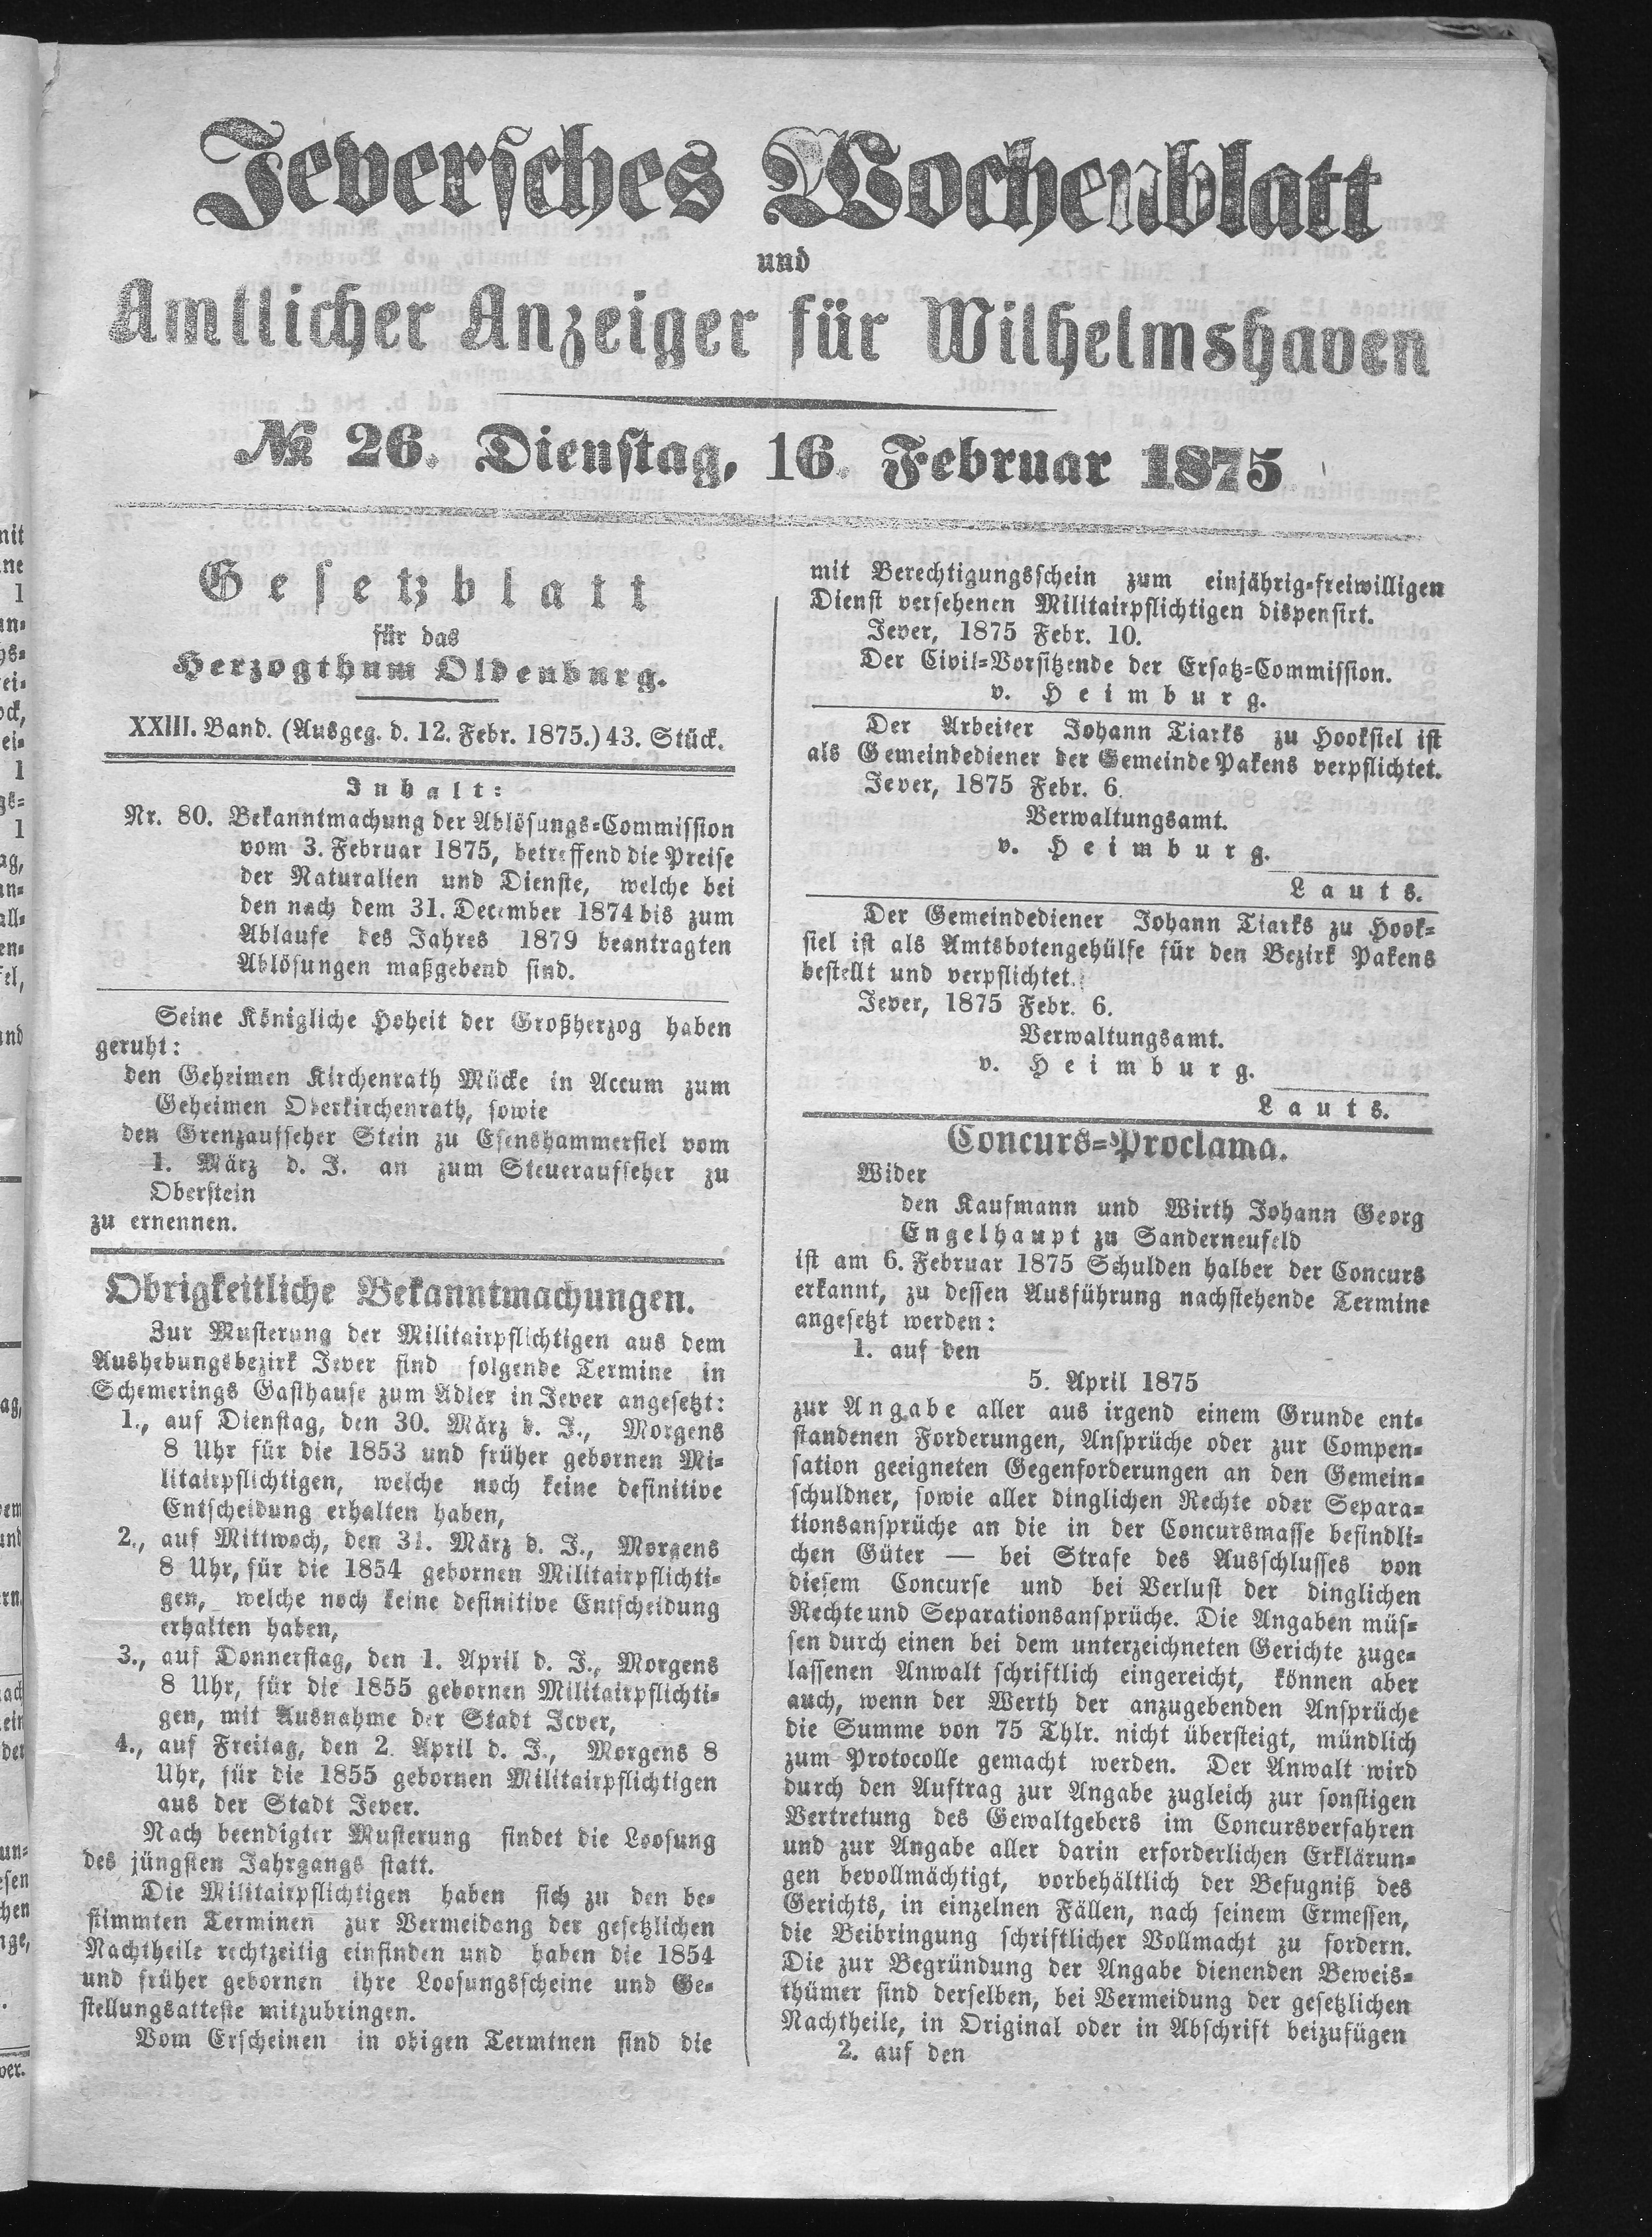 Jeversches Wochenblatt
und
Amtlicher Anzeiger für Wilhelmshaven
№ 26. Dienstag, 16. Februar 1875
Gesetzblatt
für das
Herzogthum Oldenburg.
XXIII. Band. (Ausgeg. d. 12. Febr. 1875.) 43. Stück.
Inhalt:
Nr. 80. Bekanntmachung der Ablösungs-Commission
vom 3. Februar 1875, betreffend die Preise
der Naturalien und Dienste, welche bei
den nach dem 31. December 1874 bis zum
Ablaufe des Jahres 1879 beantragten
Ablösungen maßgebend sind.
Seine Königliche Hoheit der Großherzog haben
geruht:
den Geheimen Kirchenrath Mücke in Accum zum
Geheimen Oberkirchenrath, sowie
den Grenzaufseher Stein zu Esenshammersiel vom
1. März d. J. an zum Steueraufseher zu
Oberstein
zu ernennen.
Obrigkeitliche Bekanntmachungen.
Zur Musterung der Militairpflichtigen aus dem
Aushebungsbezirk Jever sind folgende Termine in
Schemerings Gasthause zum Adler in Jever angesetzt:
1., auf Dienstag, den 30. März d. J., Morgens
8 Uhr für die 1853 und früher gebornen Mi-
litairpflichtigen, welche noch keine definitive
Entscheidung erhalten haben,
2., auf Mittwoch, den 31. März d. J., Morgens
8 Uhr, für die 1854 gebornen Militairpflichti-
gen, welche noch keine definitive Entscheidung
erhalten haben,
3., auf Donnerstag, den 1. April d. J., Morgens
8 Uhr, für die 1855 gebornen Militairpflichti-
gen, mit Ausnahme der Stadt Jever,
4., auf Freitag, den 2. April d. J., Morgens 8
Uhr, für die 1855 gebornen Militairpflichtigen
aus der Stadt Jever.
Nach beendigter Musterung findet die Loosung
des jüngsten Jahrgangs statt.
Die Militairpflichtigen haben sich zu den be-
stimmten Terminen zur Vermeidung der gesetzlichen
Nachtheile rechtzeitig einfinden und haben die 1854
und früher gebornen ihre Loosungsscheine und Ge-
stellungsatteste mitzubringen.
Vom Erscheinen in obigen Terminen sind die
mit Berechtigungsschein zum einjährig-freiwilligen
Dienst versehenen Militairpflichtigen dispensirt.
Jever, 1875 Febr. 10.
Der Civil-Vorsitzende der Ersatz-Commission.
v. Heimburg.
Der Arbeiter Johann Tiarks zu Hooksiel ist
als Gemeindediener der Gemeinde Pakens verpflichtet.
Jever, 1875 Febr. 6.
Verwaltungsamt.
v. Heimburg.
Lauts.
Der Gemeindediener Johann Tiarks zu Hook-
siel ist als Amtsbotengehülfe für den Bezirk Pakens
bestellt und verpflichtet.
Jever, 1875 Febr. 6.
Verwaltungsamt.
v. Heimburg.
Lauts.
Concurs-Proclama.
Wider
den Kaufmann und Wirth Johann Georg
Engelhaupt zu Sanderneufeld
ist am 6. Februar 1875 Schulden halber der Concurs
erkannt, zu dessen Ausführung nachstehende Termine
angesetzt werden:
1. auf den
5. April 1875
zur Angabe aller aus irgend einem Grunde ent-
standenen Forderungen, Ansprüche oder zur Compen-
sation geeigneten Gegenforderungen an den Gemein-
schuldner, sowie aller dinglichen Rechte oder Separa-
tionsansprüche an die in der Concursmasse befindli-
chen Güter — bei Strafe des Ausschlusses von
diesem Concurse und bei Verlust der dinglichen
Rechte und Separationsansprüche. Die Angaben müs-
sen durch einen bei dem unterzeichneten Gerichte zuge-
lassenen Anwalt schriftlich eingereicht, können aber
auch, wenn der Werth der anzugebenden Ansprüche
die Summe von 75 Thlr. nicht übersteigt, mündlich
zum Protocolle gemacht werden. Der Anwalt wird
durch den Auftrag zur Angabe zugleich zur sonstigen
Vertretung des Gewaltgebers im Concursverfahren
und zur Angabe aller darin erforderlichen Erklärun-
gen bevollmächtigt, vorbehältlich der Befugniß des
Gerichts, in einzelnen Fällen, nach seinem Ermessen,
die Beibringung schriftlicher Vollmacht zu fordern.
Die zur Begründung der Angabe dienenden Beweis-
thümer sind derselben, bei Vermeidung der gesetzlichen
Nachtheile, in Original oder in Abschrift beizufügen
2. auf den